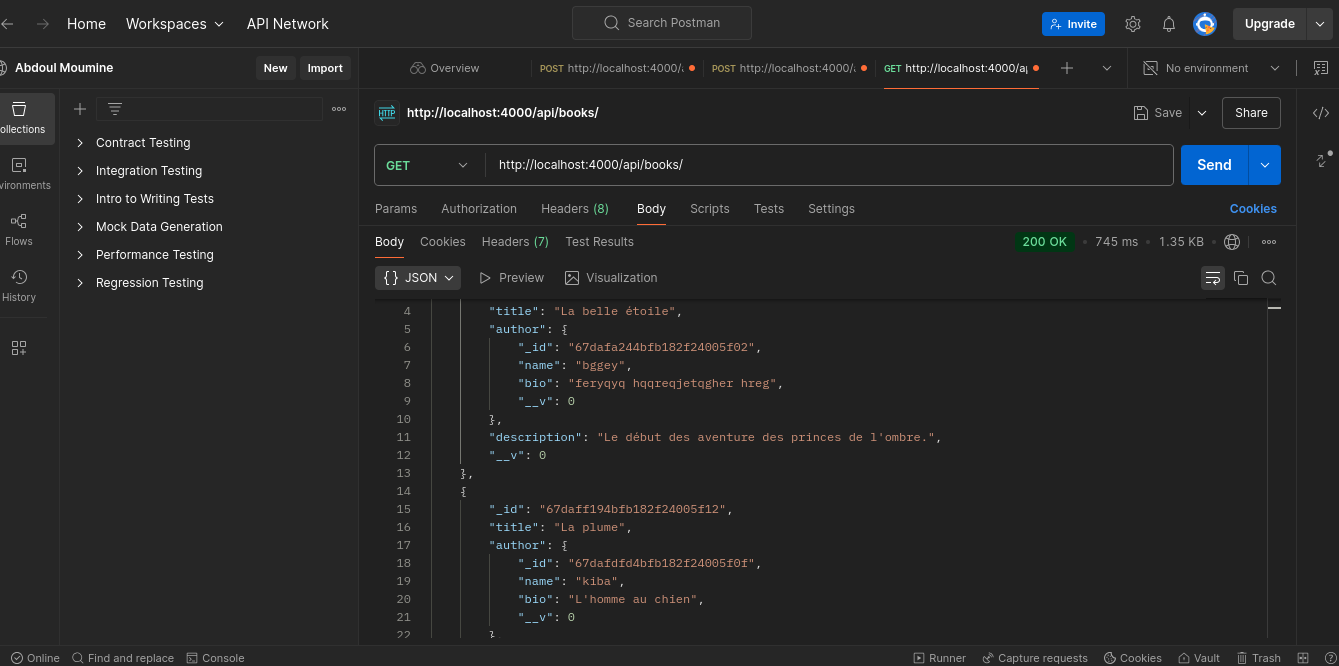 Home Workspaces API Network Search Postman Invite Upgrade
Abdoul Moumine New Import Overview POST http://localhost:4000/ POST http://localhost:4000/ GET http://localhost:4000/a No environment
HTTP http://localhost:4000/api/books/ Save Share
ollections
vironments
Flows
History
Contract Testing
Integration Testing
Intro to Writing Tests
Mock Data Generation
Performance Testing
Regression Testing
GET http://localhost:4000/api/books/ Send
Params Authorization Headers (8) Body Scripts Tests Settings Cookies
Body Cookies Headers (7) Test Results 200 OK • 745 ms • 1.35 KB •
{} JSON Preview Visualization
4 "title": "La belle étoile",
5 "author": {
6 "_id": "67dafa244bfb182f24005f02",
7 "name": "bggey",
8 "bio": "feryqyq hqqreqjetqgher hreg",
9 "__v": 0
10 },
11 "description": "Le début des aventure des princes de l'ombre.",
12 "__v": 0
13 },
14 {
15 "_id": "67daff194bfb182f24005f12",
16 "title": "La plume",
17 "author": {
18 "_id": "67dafdfd4bfb182f24005f0f",
19 "name": "kiba",
20 "bio": "L'homme au chien",
21 "__v": 0
22 }
Online Find and replace Console Runner Capture requests Cookies Vault Trash